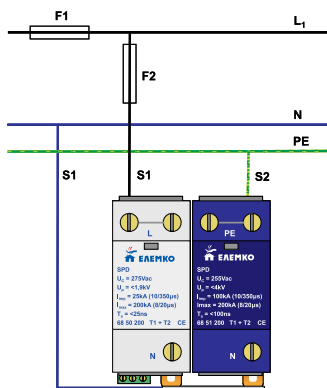 F1
L1
F2
N
PE
S1
S1
S2
L
ΕΛΕΜΚΟ
SPD
UC = 275Vac
UP = <1,9kV
Iimp = 25kA (10/350μs)
Imax = 200kA (8/20μs)
TA = <25ns
68 50 200 T1 + T2 CE
N
PE
ΕΛΕΜΚΟ
SPD
UC = 255Vac
UP = <4kV
Iimp = 100kA (10/350μs)
Imax = 200kA (8/20μs)
TA = <100ns
68 51 200 T1 + T2 CE
N